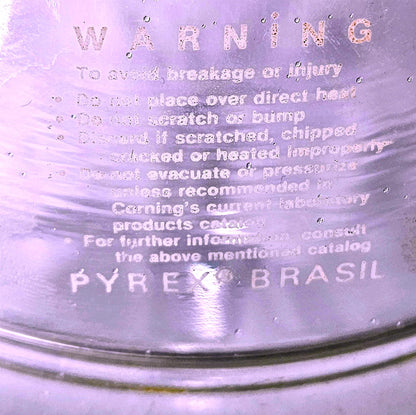 WARNING
To avoid breakage or injury
• Do not place over direct heat
• Do not scratch or bump
• Discard if scratched, chipped
cracked or heated improperly
• Do not evacuate or pressurize
unless recommended in
Corning's current laboratory
products catalog
• For further information, consult
the above mentioned catalog
PYREX® BRASIL